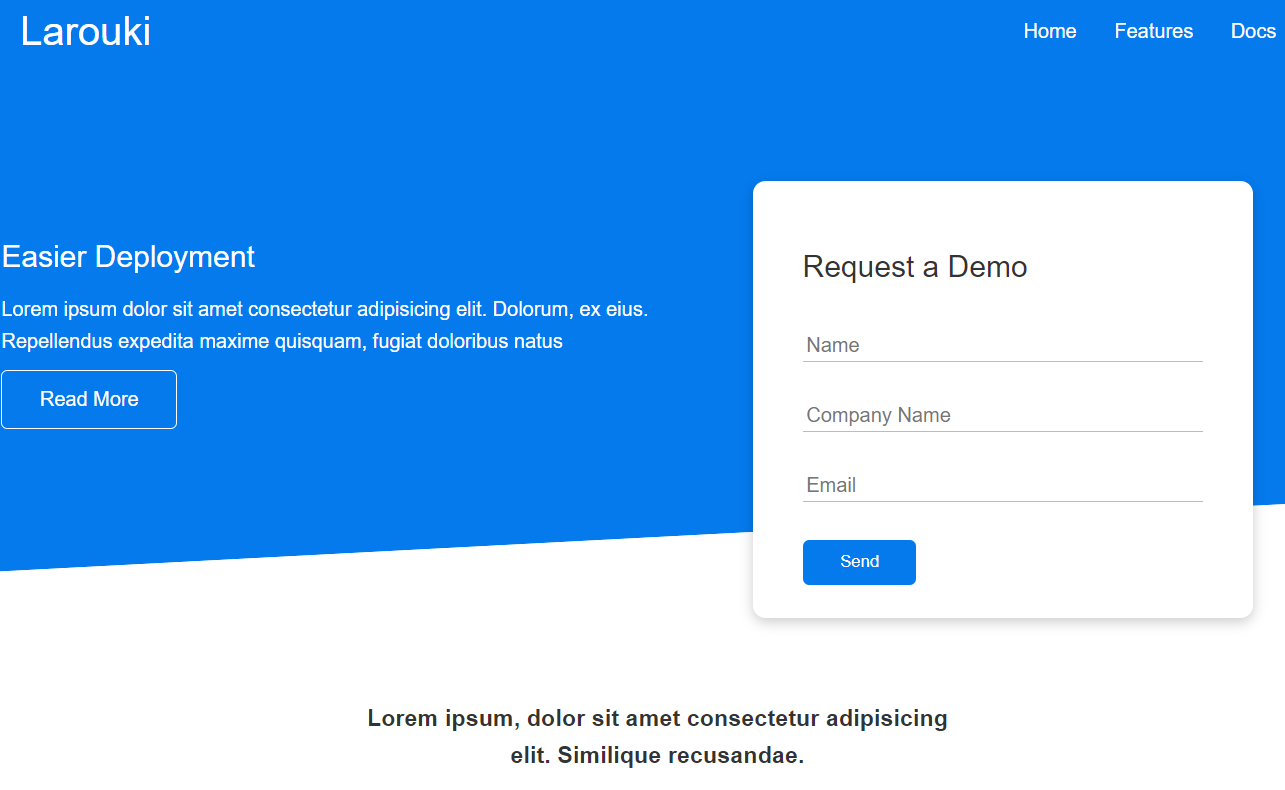 Larouki
Home Features Docs
Easier Deployment
Lorem ipsum dolor sit amet consectetur adipisicing elit. Dolorum, ex eius.
Repellendus expedita maxime quisquam, fugiat doloribus natus
Read More
Request a Demo
Name
Company Name
Email
Send
Lorem ipsum, dolor sit amet consectetur adipisicing
elit. Similique recusandae.